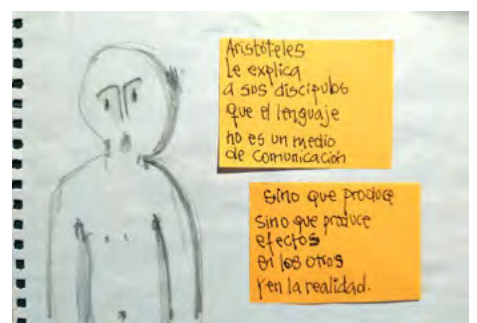 Aristóteles
Le explica
a sus discípulos
que el lenguaje
no es un medio
de comunicación
sino que produce
sino que produce
efectos
en los otros
Y en la realidad.